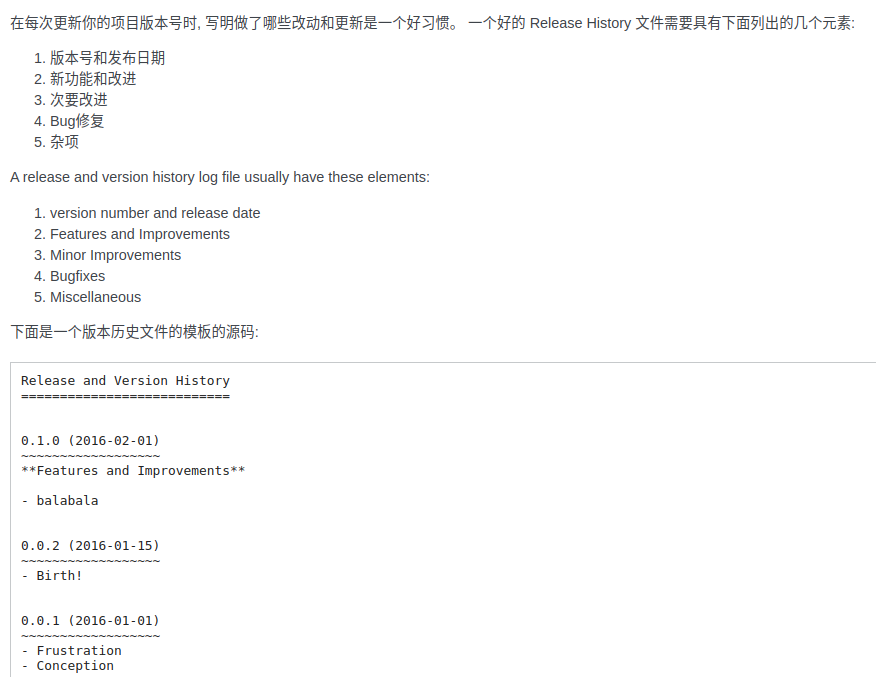 在每次更新你的项目版本号时, 写明做了哪些改动和更新是一个好习惯。 一个好的 Release History 文件需要具有下面列出的几个元素:
1. 版本号和发布日期
2. 新功能和改进
3. 次要改进
4. Bug修复
5. 杂项
A release and version history log file usually have these elements:
1. version number and release date
2. Features and Improvements
3. Minor Improvements
4. Bugfixes
5. Miscellaneous
下面是一个版本历史文件的模板的源码:
Release and Version History
===========================
0.1.0 (2016-02-01)
~~~~~~~~~~~~~~~~~~
**Features and Improvements**
- balabala
0.0.2 (2016-01-15)
~~~~~~~~~~~~~~~~~~
- Birth!
0.0.1 (2016-01-01)
~~~~~~~~~~~~~~~~~~
- Frustration
- Conception